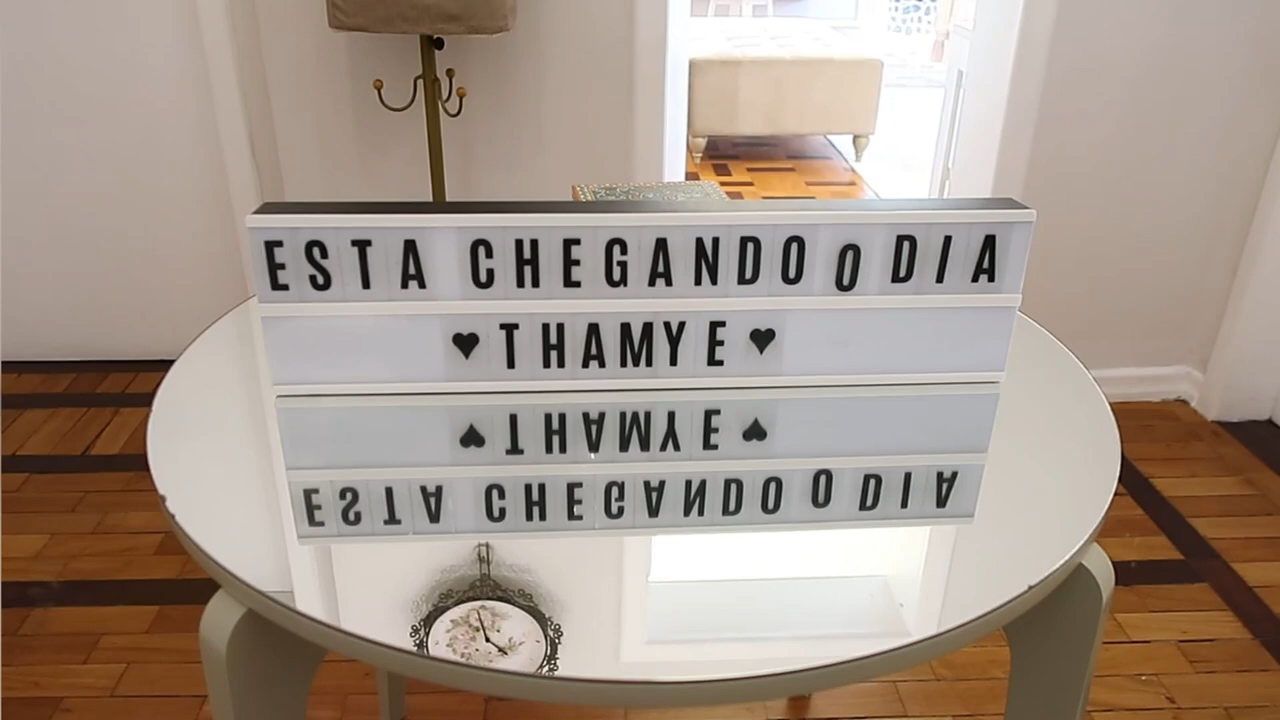 ESTA CHEGANDO O DIA
♥ THAMYE ♥